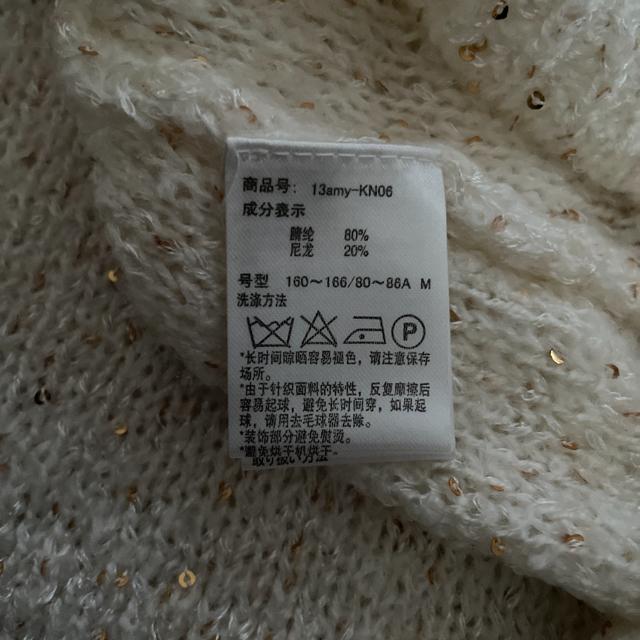 商品号：13amy-KN06
成分表示
腈纶 80%
尼龙 20%
号型 160～166/80～86A M
洗涤方法
P
*长时间晾晒容易褪色，请注意保存
场所。
*由于针织面料的特性，反复摩擦后
容易起球，避免长时间穿，如果起
球，请用去毛球器去除。
*装饰部分避免熨烫。
*避免烘干机烘干。